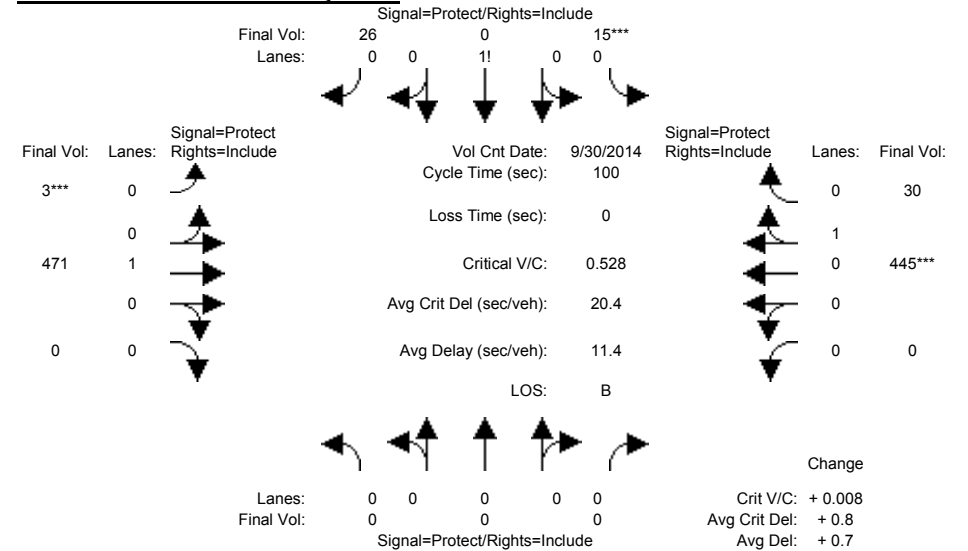 Signal=Protect/Rights=Include
Final Vol: 26 0 15***
Lanes: 0 0 1! 0 0
Signal=Protect
Final Vol: Lanes: Rights=Include
Vol Cnt Date: 9/30/2014
Signal=Protect
Rights=Include Lanes: Final Vol:
Cycle Time (sec): 100
3*** 0 0 30
Loss Time (sec): 0
0 1
471 1 Critical V/C: 0.528 0 445***
0 Avg Crit Del (sec/veh): 20.4 0
0 0 Avg Delay (sec/veh): 11.4 0 0
LOS: B
Lanes: 0 0 0 0 0
Final Vol: 0 0 0
Signal=Protect/Rights=Include
Change
Crit V/C: + 0.008
Avg Crit Del: + 0.8
Avg Del: + 0.7